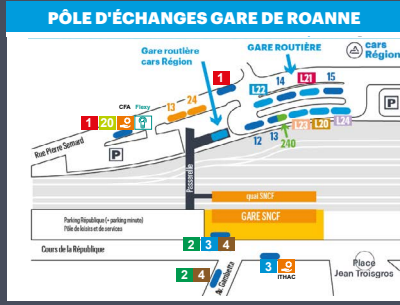 PÔLE D'ÉCHANGES GARE DE ROANNE
Gare routière
cars Région
GARE ROUTIÈRE
cars
Région
1
14
L21
15
L22
CFA
Flexy
1
20
13
24
P
12
13
L23
L20
L24
240
Rue Pierre Semard
P
Passerelle
quai SNCF
GARE SNCF
Parking République (+ parking minute)
Pôle de loisirs et de services
2
3
4
Cours de la République
3
ITHAC
2
4
Av. Gambetta
Place
Jean Troisgros